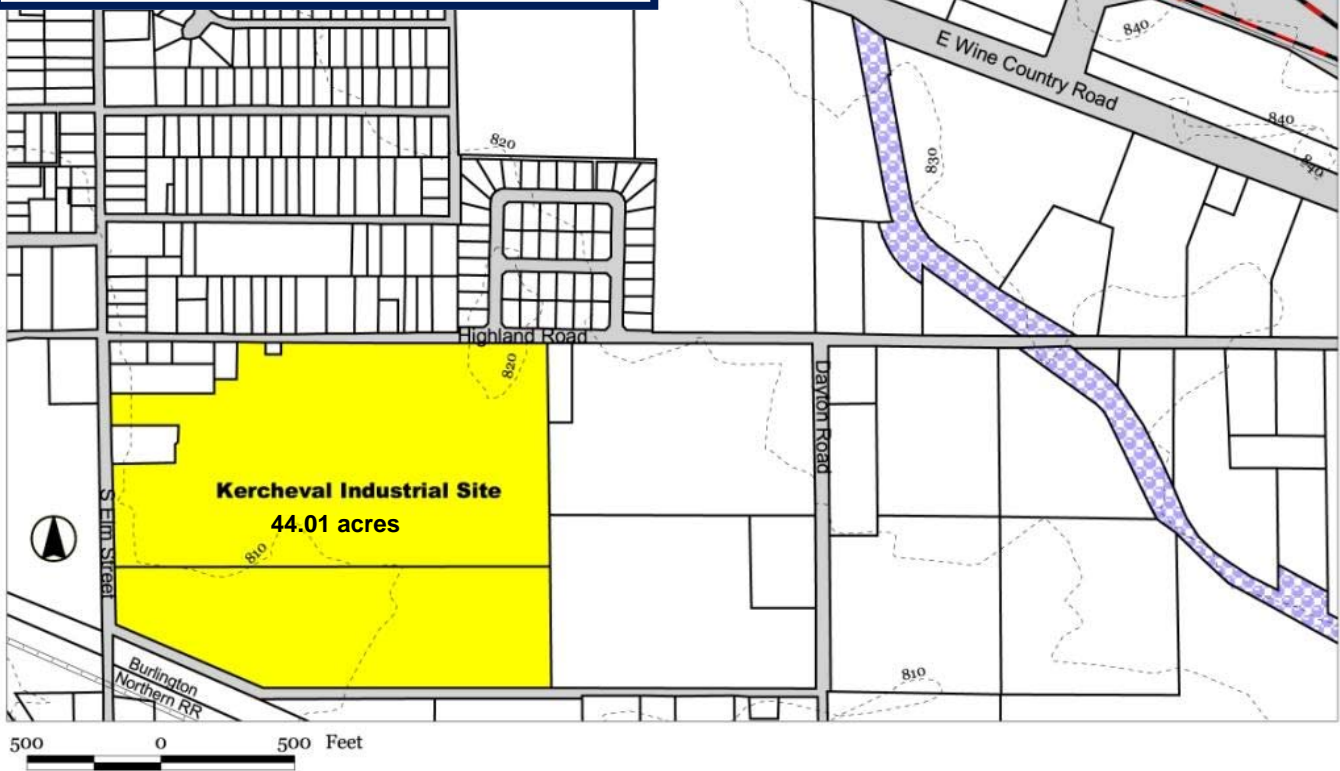 840
E Wine Country Road
840
840
820
830
Highland Road
820
Dayton Road
Kercheval Industrial Site
44.01 acres
S Elm Street
810
Burlington
Northern RR
810
500 0 500 Feet